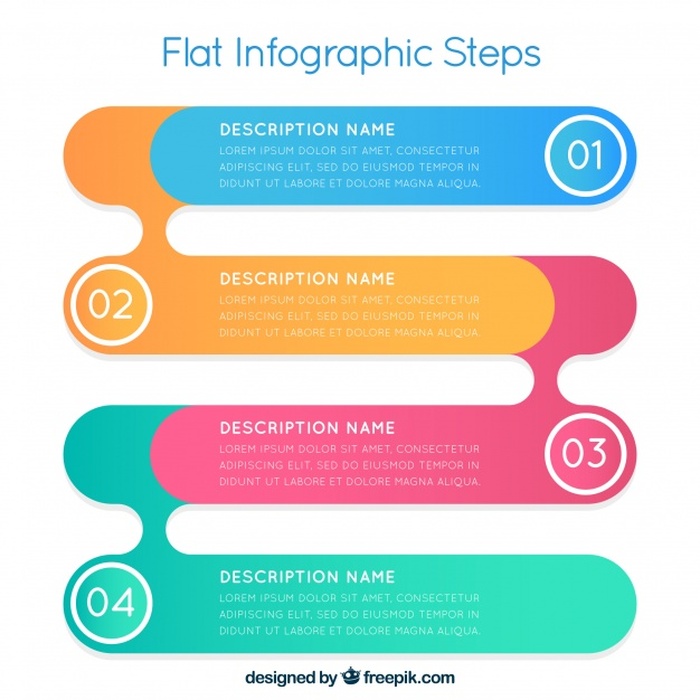 Flat Infographic Steps
DESCRIPTION NAME
LOREM IPSUM DOLOR SIT AMET, CONSECTETUR
ADIPISCING ELIT, SED DO EIUSMOD TEMPOR IN
DIDUNT UT LABORE ET DOLORE MAGNA ALIQUA.
01
02
DESCRIPTION NAME
LOREM IPSUM DOLOR SIT AMET, CONSECTETUR
ADIPISCING ELIT, SED DO EIUSMOD TEMPOR IN
DIDUNT UT LABORE ET DOLORE MAGNA ALIQUA.
DESCRIPTION NAME
LOREM IPSUM DOLOR SIT AMET, CONSECTETUR
ADIPISCING ELIT, SED DO EIUSMOD TEMPOR IN
DIDUNT UT LABORE ET DOLORE MAGNA ALIQUA.
03
04
DESCRIPTION NAME
LOREM IPSUM DOLOR SIT AMET, CONSECTETUR
ADIPISCING ELIT, SED DO EIUSMOD TEMPOR IN
DIDUNT UT LABORE ET DOLORE MAGNA ALIQUA.
designed by freepik.com